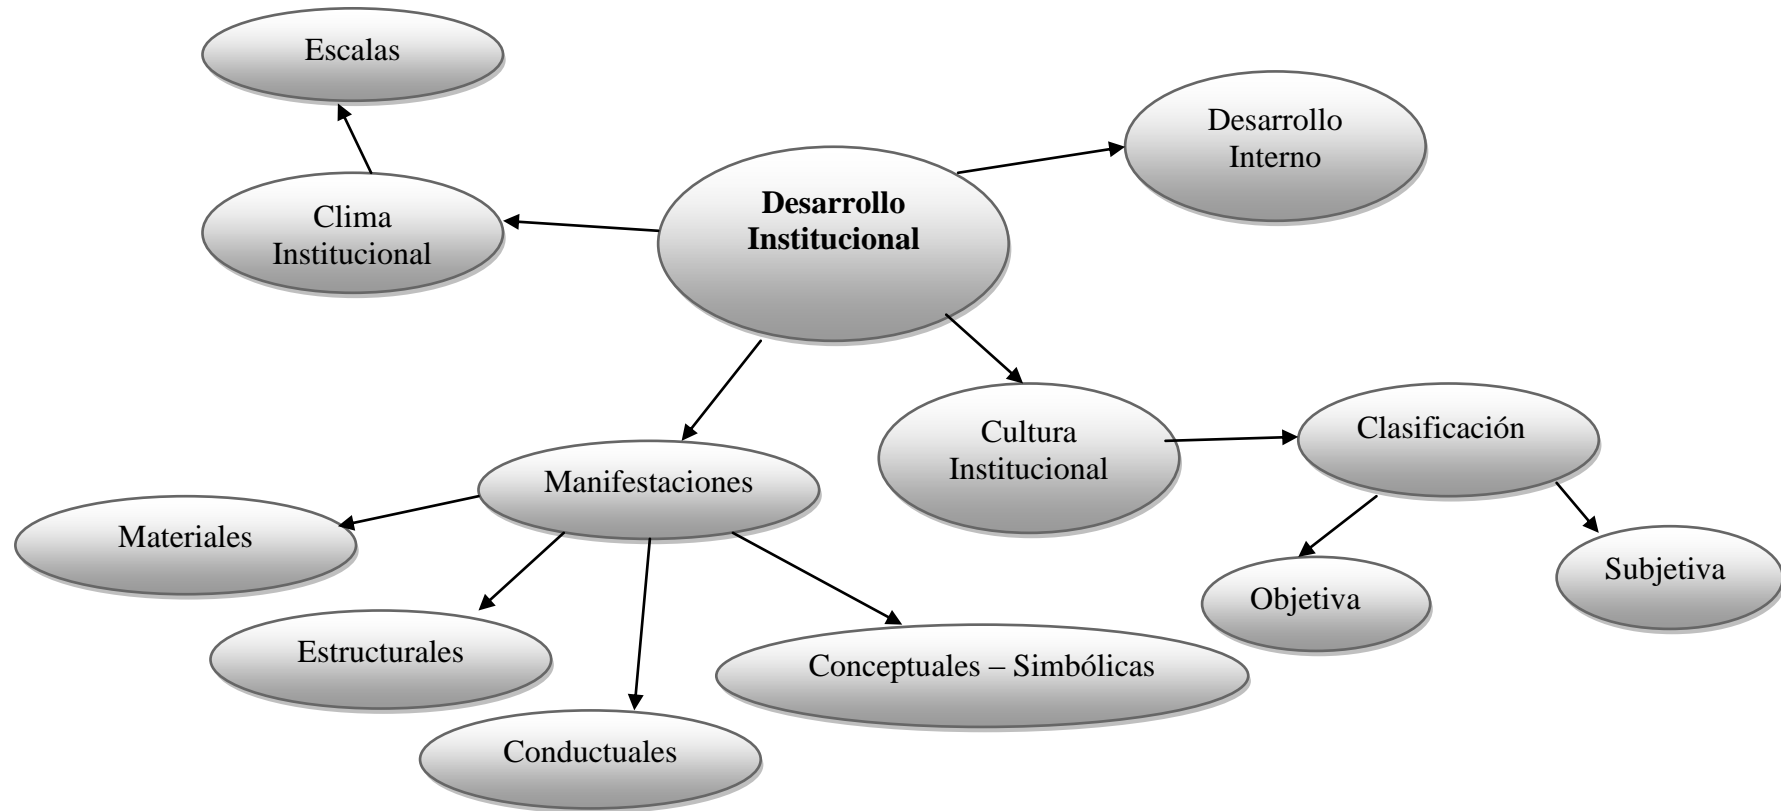 Escalas
Desarrollo
Interno
Desarrollo
Institucional
Clima
Institucional
Cultura
Institucional
Clasificación
Manifestaciones
Materiales
Objetiva
Subjetiva
Estructurales
Conceptuales – Simbólicas
Conductuales